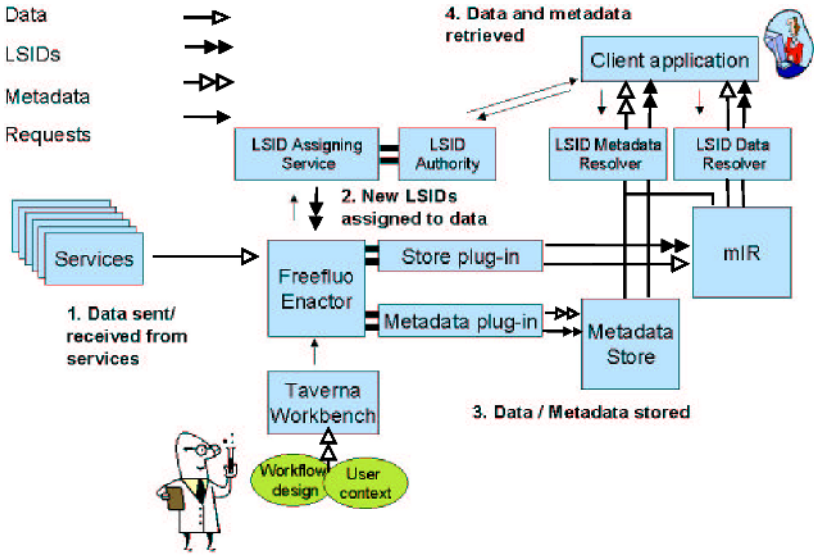 Data
LSIDs
Metadata
Requests
4. Data and metadata
retrieved
Client application
LSID Assigning
Service
LSID
Authority
LSID Metadata
Resolver
LSID Data
Resolver
2. New LSIDs
assigned to data
Services
Freefluo
Enactor
Store plug-in
mIR
1. Data sent/
received from
services
Metadata plug-in
Metadata
Store
Taverna
Workbench
3. Data / Metadata stored
Workflow
design
User
context